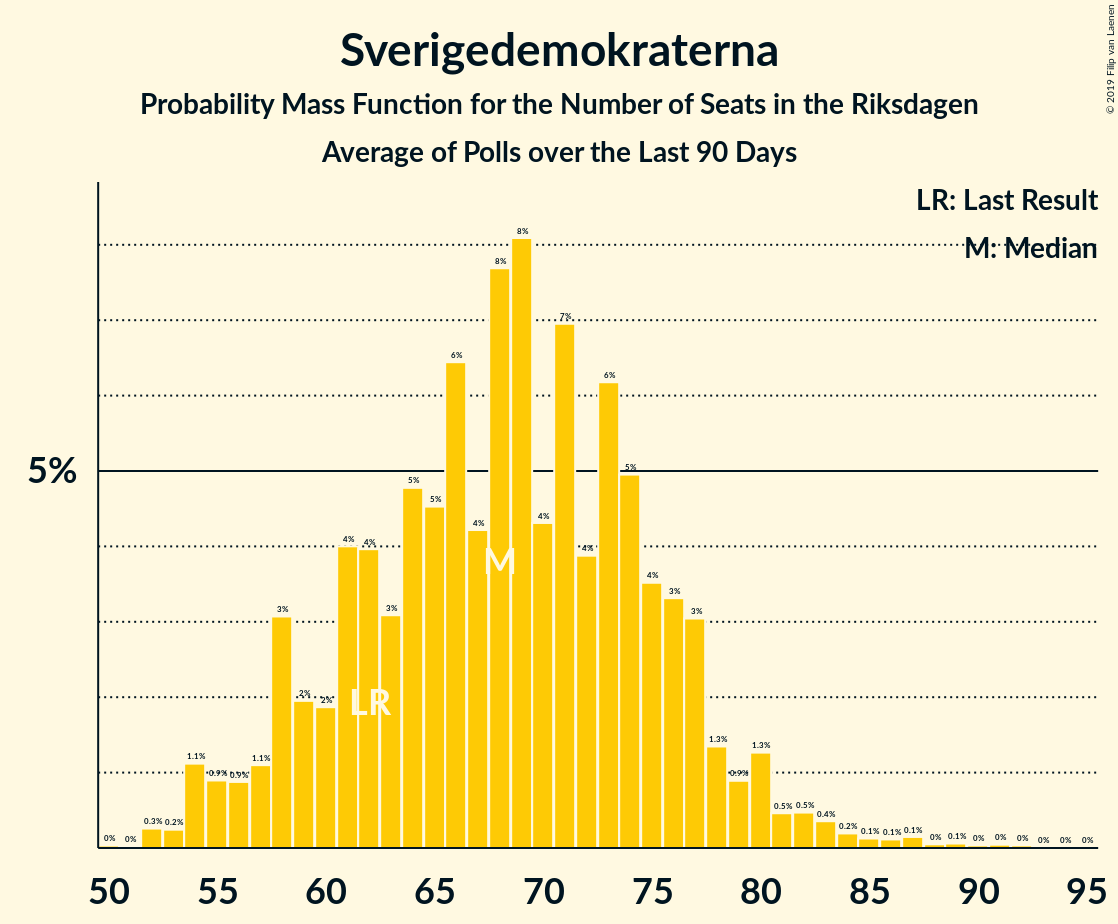 Sverigedemokraterna
Probability Mass Function for the Number of Seats in the Riksdagen
Average of Polls over the Last 90 Days
© 2019 Filip van Laenen
LR: Last Result
M: Median
5%
0% 0% 0.3% 0.2% 1.1% 0.9% 0.9% 1.1% 3% 2% 2% 4% 4% 3% 5% 5% 6% 4% 8% 8% 4% 7% 4% 6% 5% 4% 3% 3% 1.3% 0.9% 1.3% 0.5% 0.5% 0.4% 0.2% 0.1% 0.1% 0.1% 0% 0.1% 0% 0% 0% 0% 0% 0%
M
LR
50 55 60 65 70 75 80 85 90 95